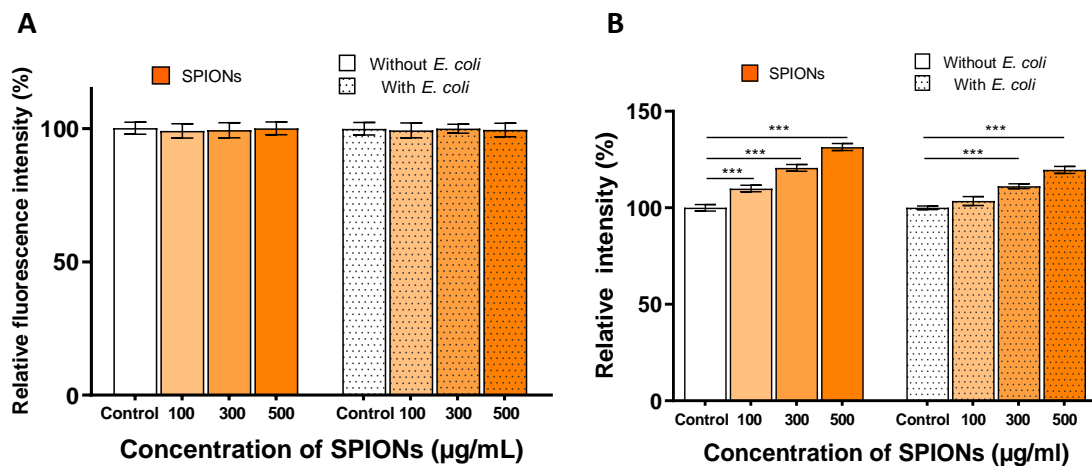 A
SPIONs
Without E. coli
With E. coli
Relative fluorescence intensity (%)
100
50
0
Control 100 300 500
Control 100 300 500
Concentration of SPIONs (µg/mL)
B
SPIONs
Without E. coli
With E. coli
Relative intensity (%)
150
100
50
0
***
***
***
***
***
Control 100 300 500
Control 100 300 500
Concentration of SPIONs (µg/ml)